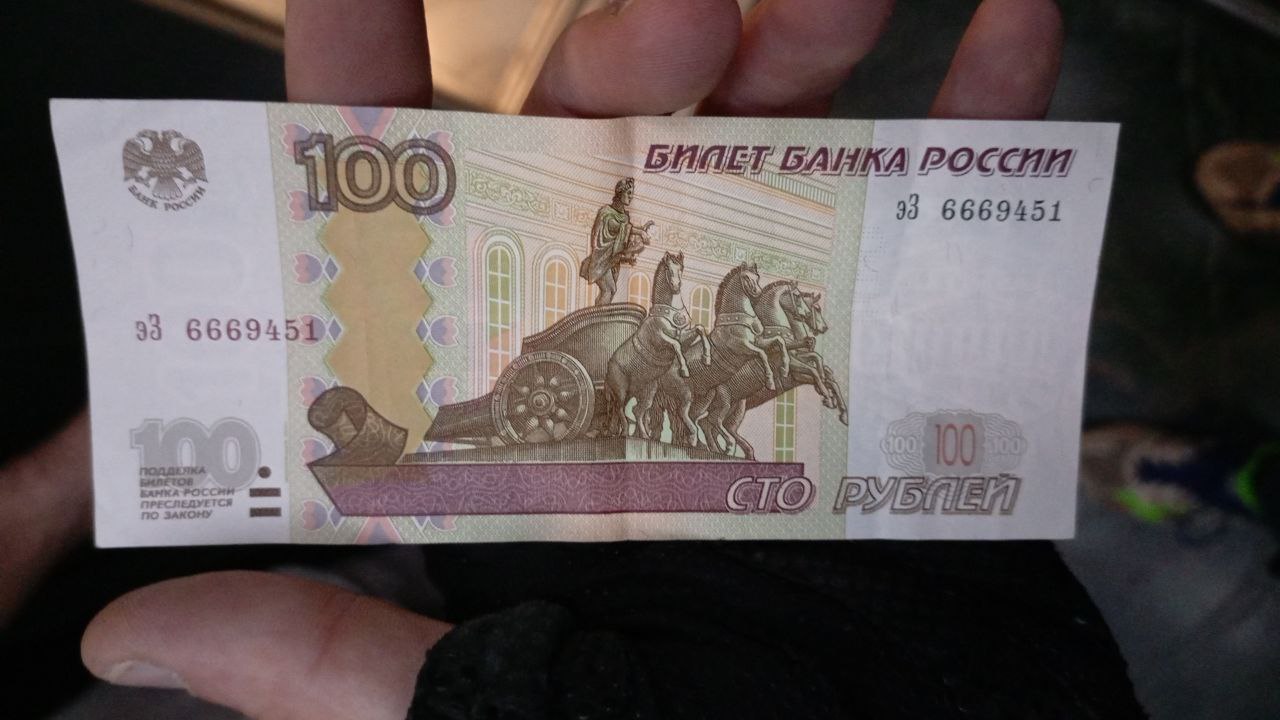 100
БИЛЕТ БАНКА РОССИИ
БАНК РОССИИ
эЗ 6669451
эЗ 6669451
100
ПОДДЕЛКА
БИЛЕТОВ
БАНКА РОССИИ
ПРЕСЛЕДУЕТСЯ
ПО ЗАКОНУ
100 100 100
СТО РУБЛЕЙ